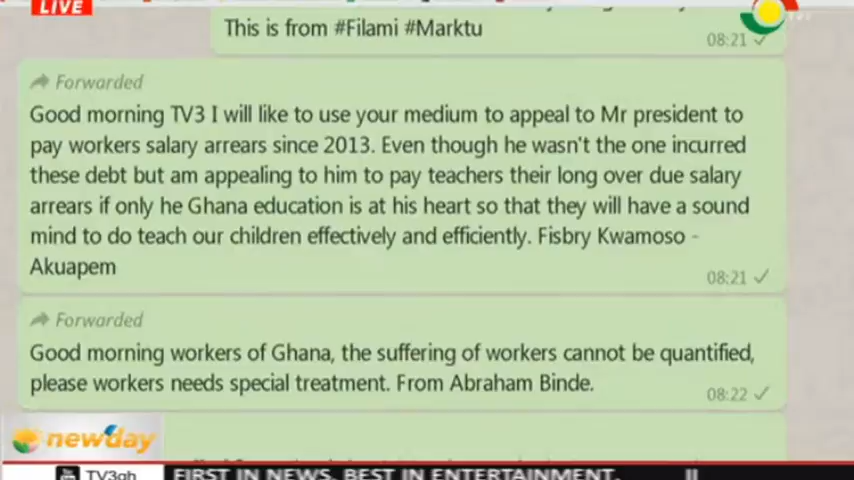 LIVE
This is from #Filami #Marktu
08:21
Forwarded
Good morning TV3 I will like to use your medium to appeal to Mr president to
pay workers salary arrears since 2013. Even though he wasn't the one incurred
these debt but am appealing to him to pay teachers their long over due salary
arrears if only he Ghana education is at his heart so that they will have a sound
mind to do teach our children effectively and efficiently. Fisbry Kwamoso -
Akuapem
08:21
Forwarded
Good morning workers of Ghana, the suffering of workers cannot be quantified,
please workers needs special treatment. From Abraham Binde.
08:22
newday
TV3gh
FIRST IN NEWS. BEST IN ENTERTAINMENT.